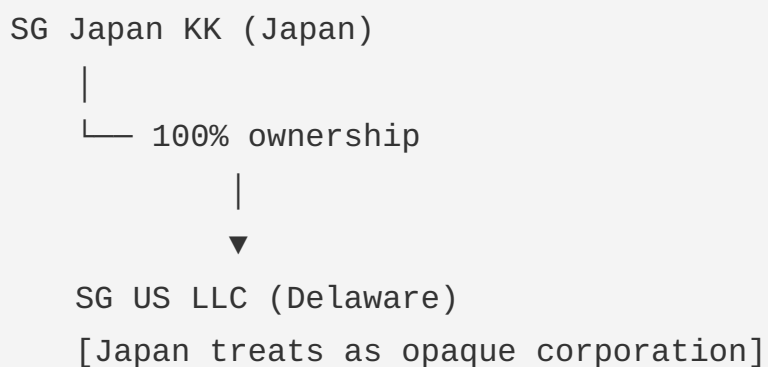 SG Japan KK (Japan)
│
└── 100% ownership
│
▼
SG US LLC (Delaware)
[Japan treats as opaque corporation]